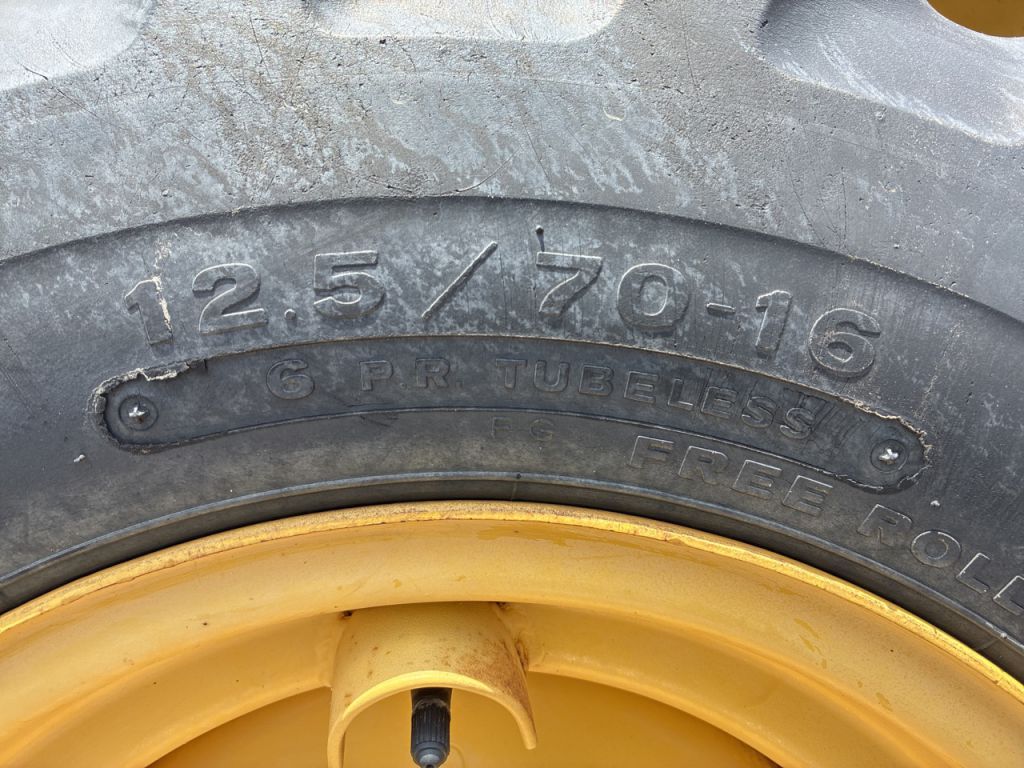 12.5/70-16
6 P.R. TUBELESS
FREE ROLL